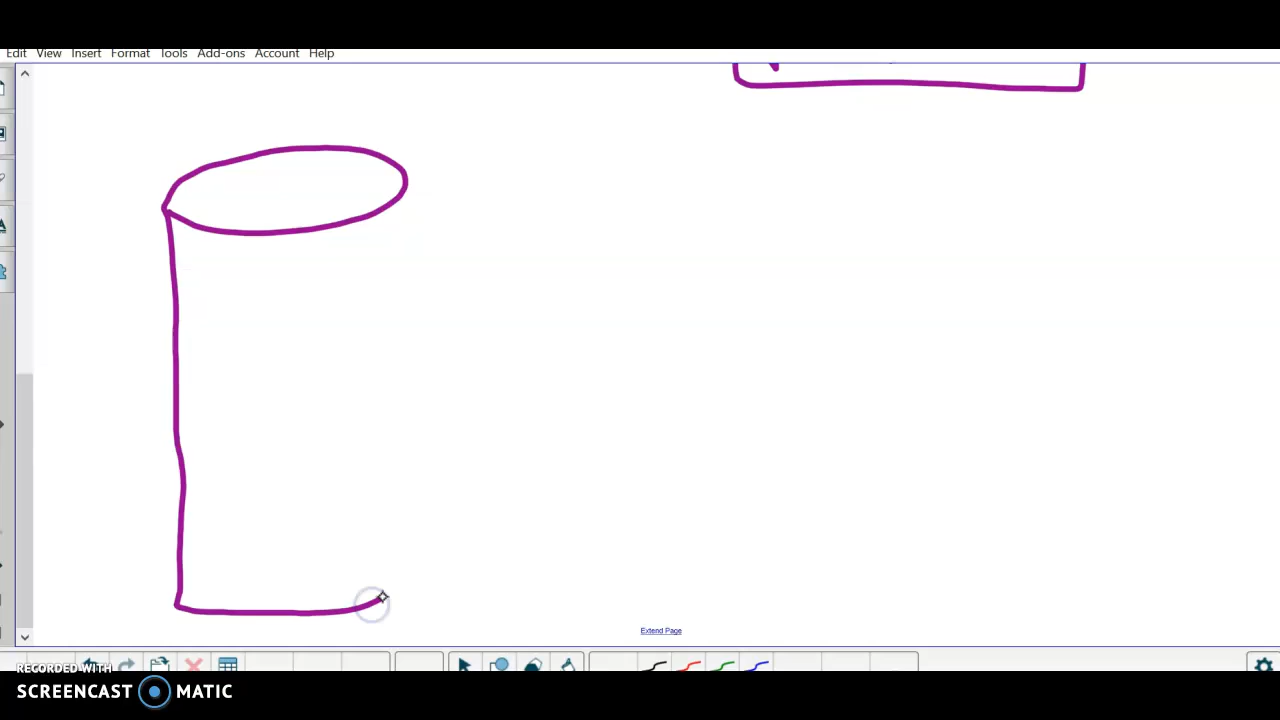 Edit View Insert Format Tools Add-ons Account Help
Extend Page
RECORDED WITH
SCREENCAST MATIC